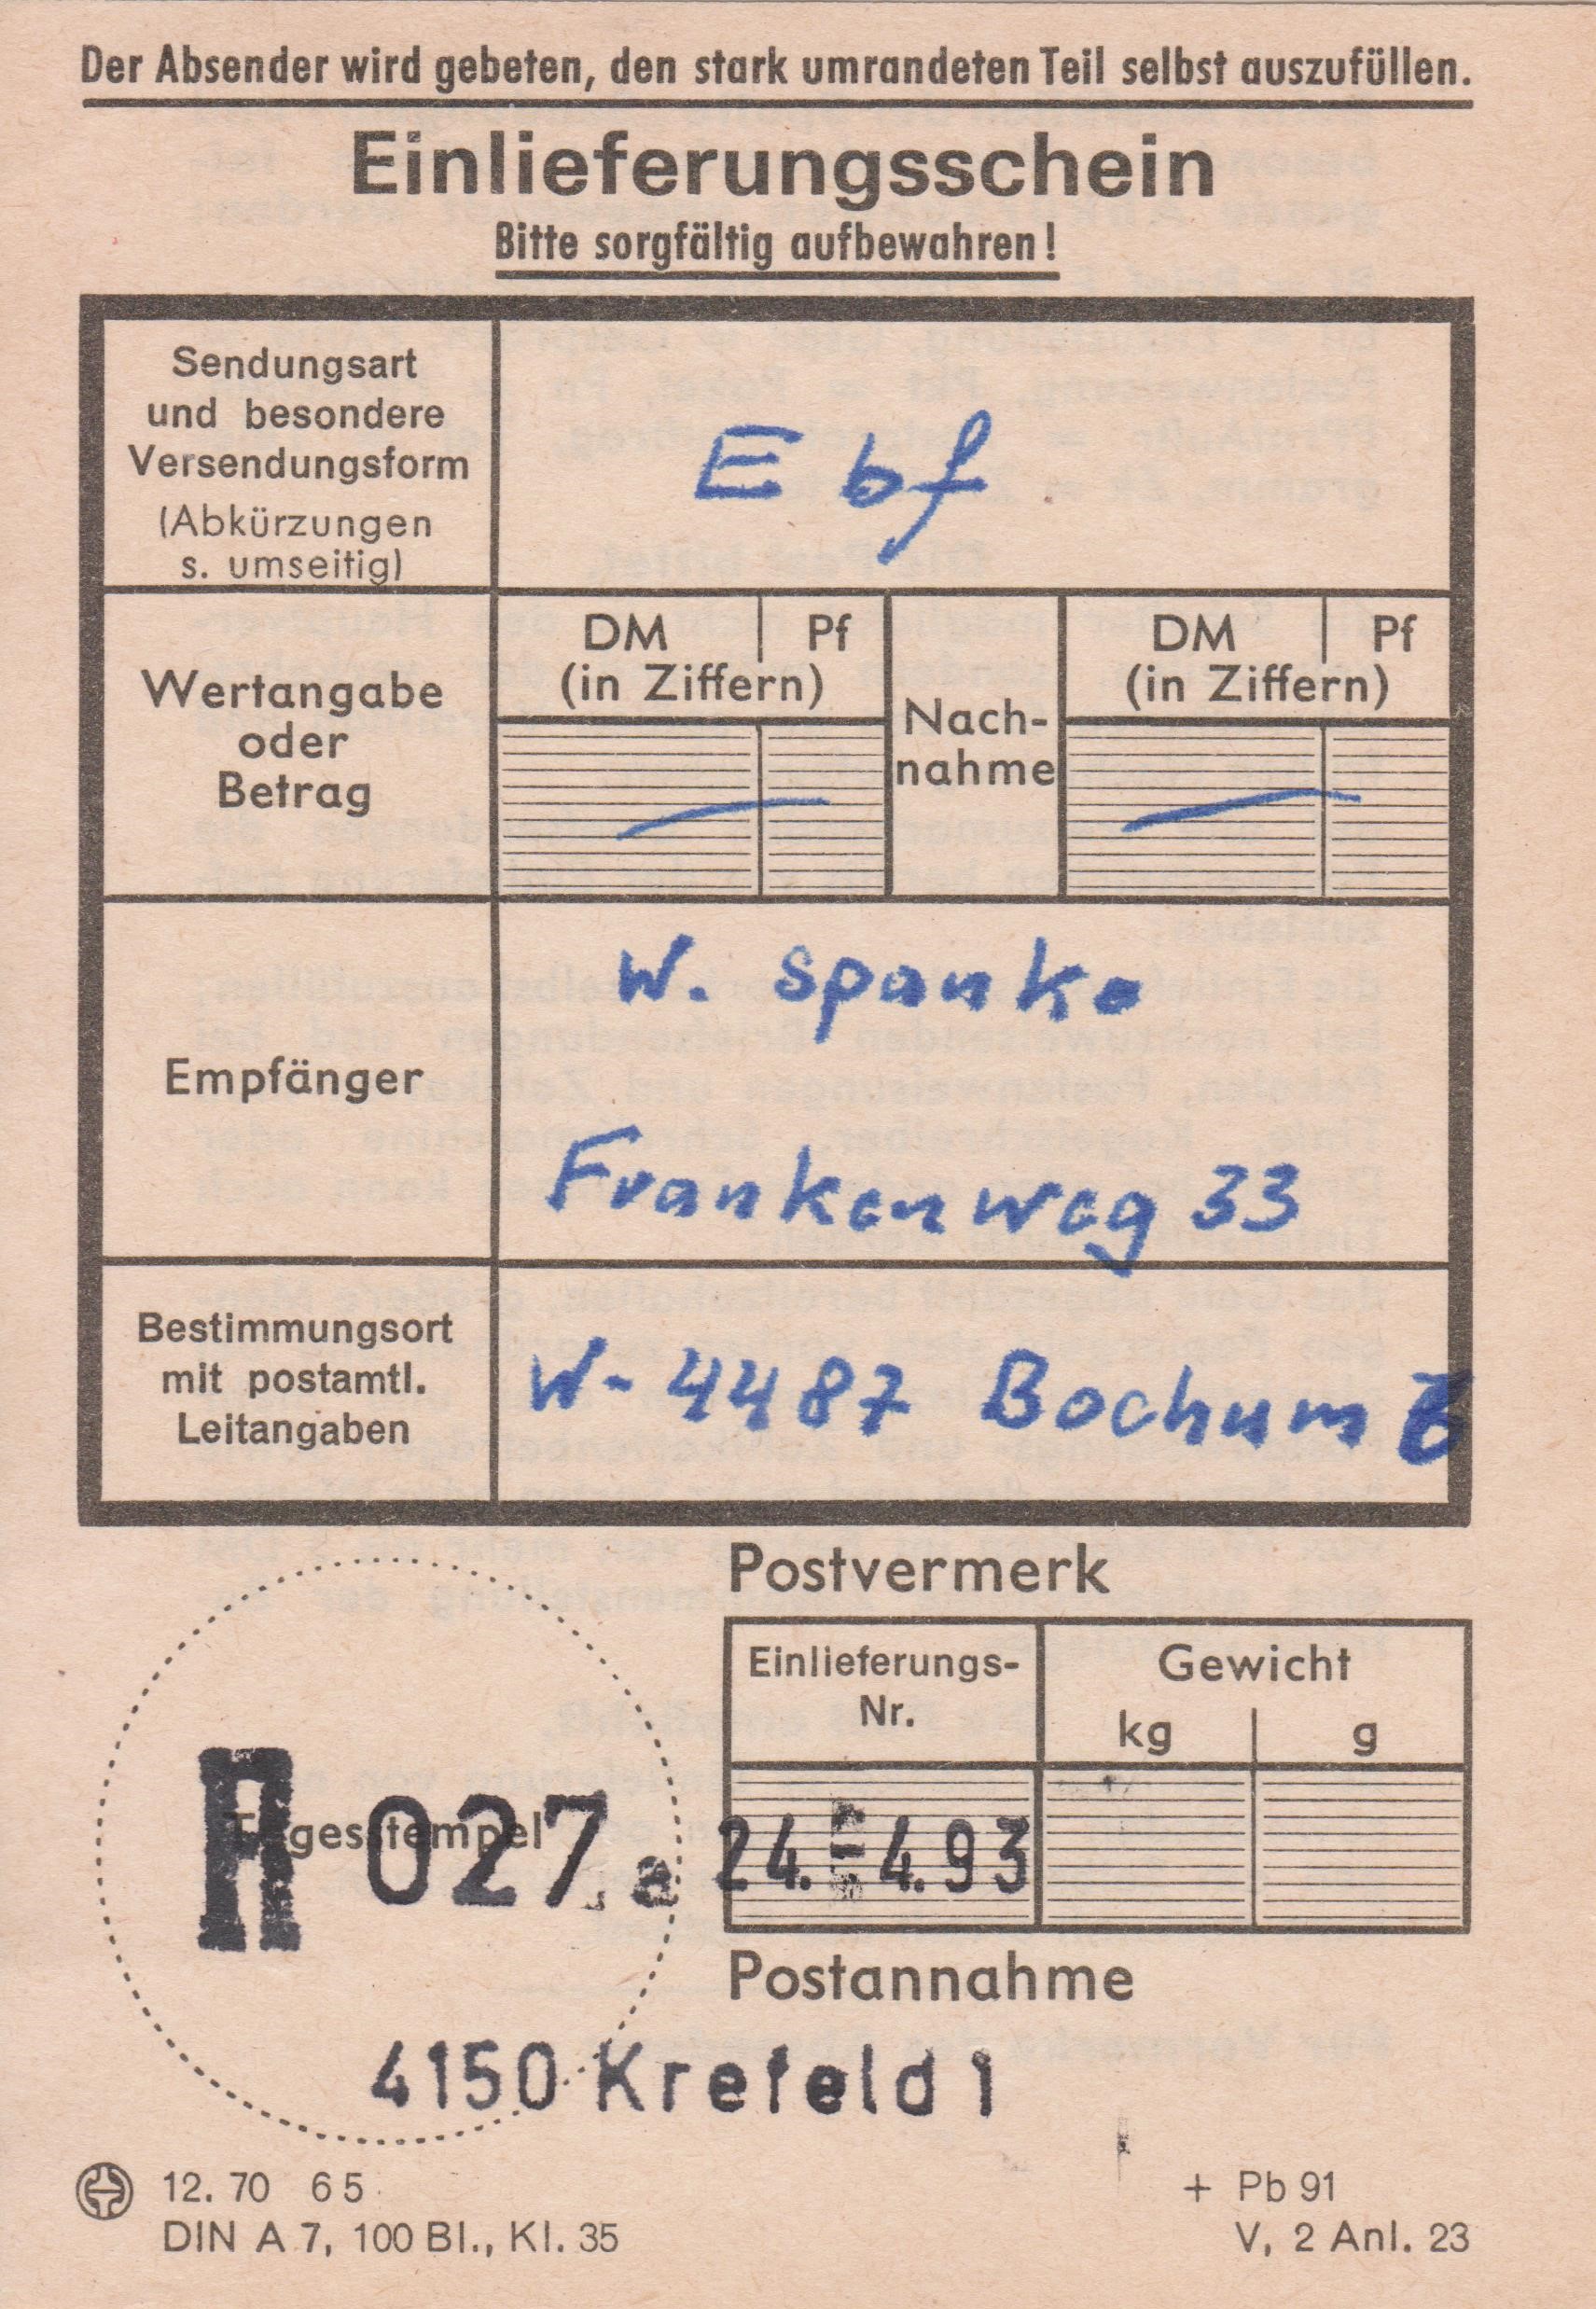 Der Absender wird gebeten, den stark umrandeten Teil selbst auszufüllen.
Einlieferungsschein
Bitte sorgfältig aufbewahren!
Sendungsart
und besondere
Versendungsform
(Abkürzungen
s. umseitig)
E bf
Wertangabe
oder
Betrag
DM | Pf
(in Ziffern)
Nach-
nahme
DM | Pf
(in Ziffern)
Empfänger
W. Spanke
Frankenweg 33
Bestimmungsort
mit postamtl.
Leitangaben
W-4487 Bochum 6
Postvermerk
Einlieferungs-
Nr.
Gewicht
kg | g
Tagesstempel
R 027 a
24.-4.93
Postannahme
4150 Krefeld 1
12.70 65
DIN A 7, 100 Bl., Kl. 35
+ Pb 91
V, 2 Anl. 23